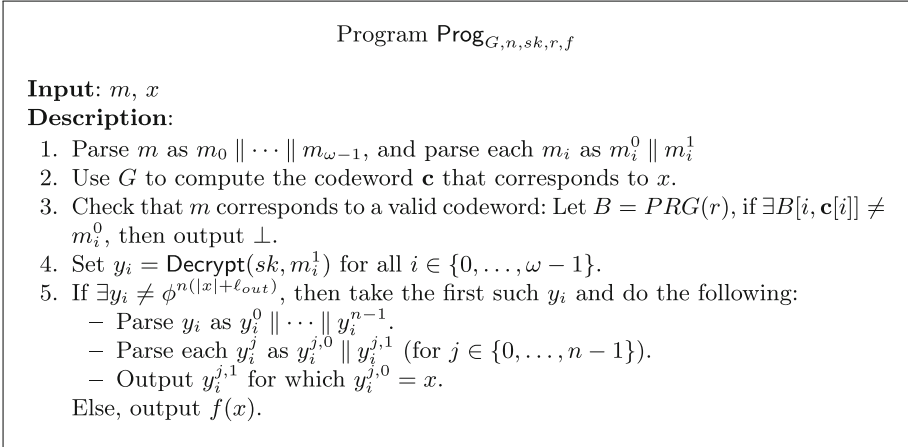 Program Prog_{G,n,sk,r,f}
Input: m, x
Description:
1. Parse m as m_0 ∥ ··· ∥ m_{ω−1}, and parse each m_i as m_i^0 ∥ m_i^1
2. Use G to compute the codeword c that corresponds to x.
3. Check that m corresponds to a valid codeword: Let B = PRG(r), if ∃B[i, c[i]] ≠
m_i^0, then output ⊥.
4. Set y_i = Decrypt(sk, m_i^1) for all i ∈ {0, . . . , ω − 1}.
5. If ∃y_i ≠ ϕ^{n(|x|+ℓ_{out})}, then take the first such y_i and do the following:
– Parse y_i as y_i^0 ∥ ··· ∥ y_i^{n−1}.
– Parse each y_i^j as y_i^{j,0} ∥ y_i^{j,1} (for j ∈ {0, . . . , n − 1}).
– Output y_i^{j,1} for which y_i^{j,0} = x.
Else, output f(x).